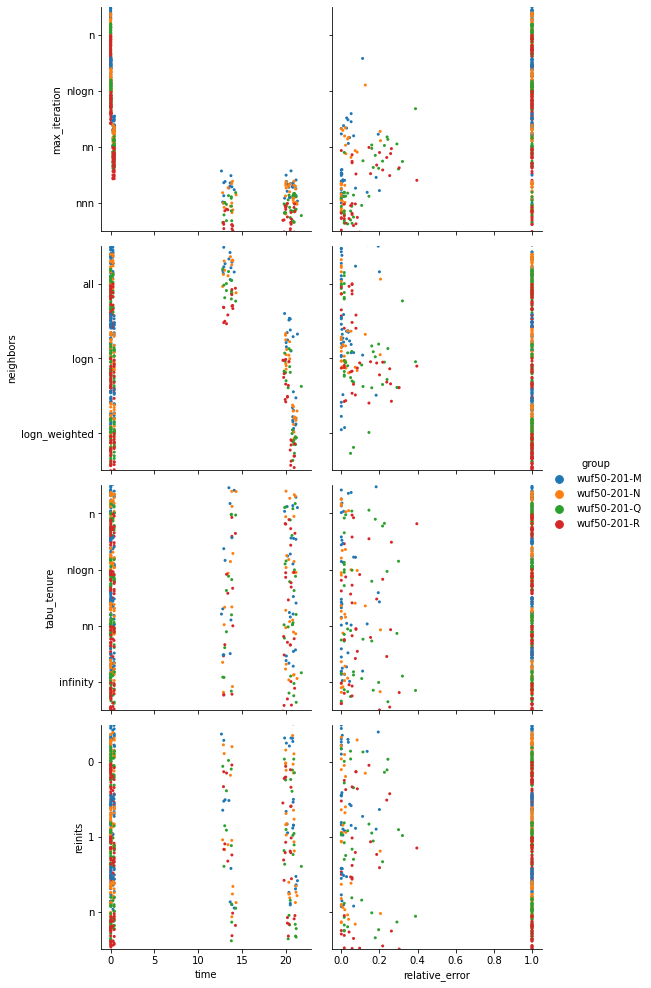 n
nlogn
nn
nnn
max_iteration
all
logn
logn_weighted
neighbors
group
wuf50-201-M
wuf50-201-N
wuf50-201-Q
wuf50-201-R
n
nlogn
nn
infinity
tabu_tenure
0
1
n
reinits
0 5 10 15 20
time
0.0 0.2 0.4 0.6 0.8 1.0
relative_error